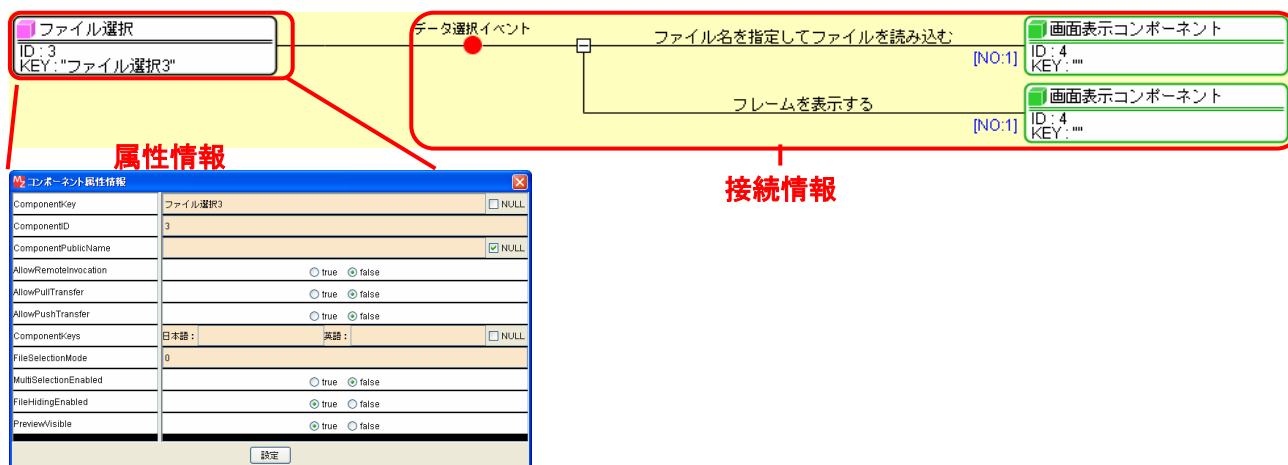 ファイル選択
ID : 3
KEY : "ファイル選択3"
データ選択イベント
ファイル名を指定してファイルを読み込む
[NO:1]
画面表示コンポーネント
ID : 4
KEY : ""
フレームを表示する
[NO:1]
画面表示コンポーネント
ID : 4
KEY : ""
属性情報
接続情報
コンポーネント属性情報
ComponentKey ファイル選択3 NULL
ComponentID 3
ComponentPublicName NULL
AllowRemoteInvocation true false
AllowPullTransfer true false
AllowPushTransfer true false
ComponentKeys 日本語: 英語: NULL
FileSelectionMode 0
MultiSelectionEnabled true false
FileHidingEnabled true false
PreviewVisible true false
設定